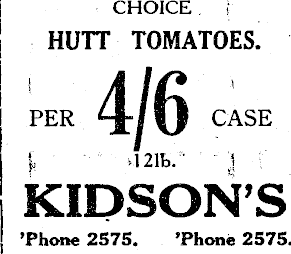 CHOICE
HUTT TOMATOES.
PER 4/6 CASE
12lb.
KIDSON'S
'Phone 2575. 'Phone 2575.